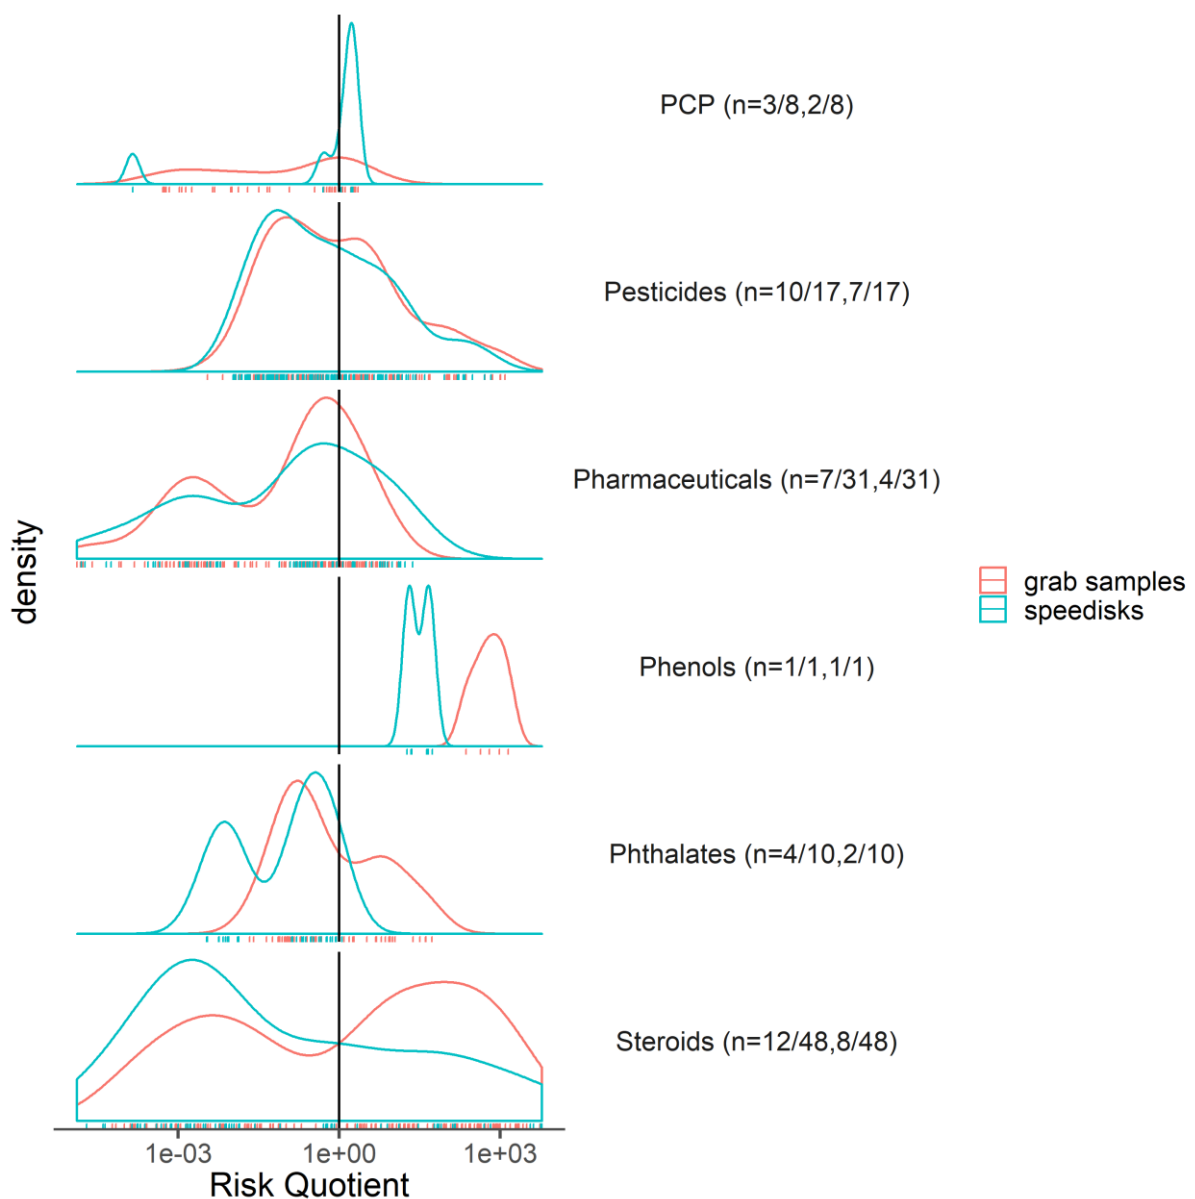 PCP (n=3/8,2/8)
Pesticides (n=10/17,7/17)
Pharmaceuticals (n=7/31,4/31)
density
grab samples
speedisks
Phenols (n=1/1,1/1)
Phthalates (n=4/10,2/10)
Steroids (n=12/48,8/48)
1e-03 1e+00 1e+03
Risk Quotient